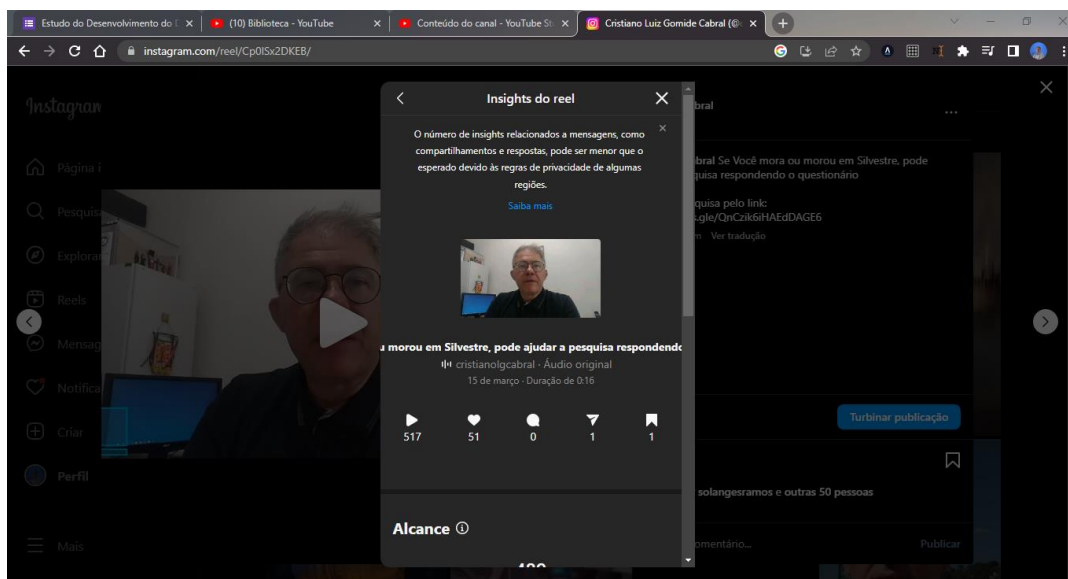 Estudo do Desenvolvimento do
(10) Biblioteca - YouTube
Conteúdo do canal - YouTube St
Cristiano Luiz Gomide Cabral (@
instagram.com/reel/Cp0lSx2DKEB/
Instagram
Página i
Pesquis
Explorar
Reels
Mensag
Notifica
Criar
Perfil
Mais
Insights do reel
O número de insights relacionados a mensagens, como
compartilhamentos e respostas, pode ser menor que o
esperado devido às regras de privacidade de algumas
regiões.
Saiba mais
u morou em Silvestre, pode ajudar a pesquisa respondendo
cristianolgcabral · Áudio original
15 de março · Duração de 0:16
517 51 0 1 1
Alcance
bral
bral Se Você mora ou morou em Silvestre, pode
quisa respondendo o questionário
quisa pelo link:
.gle/QnCzik6iHAEdDAGE6
Ver tradução
Turbinar publicação
solangesramos e outras 50 pessoas
omentário...
Publicar